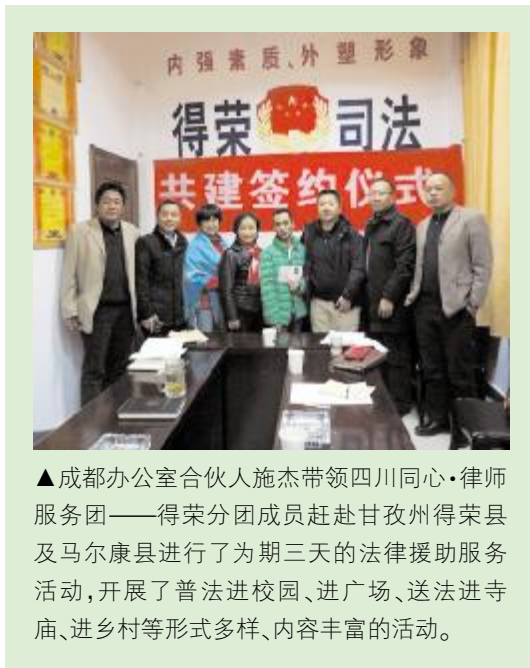 内强素质、外塑形象
得荣 司法
共建签约仪式
▲成都办公室合伙人施杰带领四川同心·律师
服务团——得荣分团成员赶赴甘孜州得荣县
及马尔康县进行了为期三天的法律援助服务
活动,开展了普法进校园、进广场、送法进寺
庙、进乡村等形式多样、内容丰富的活动。